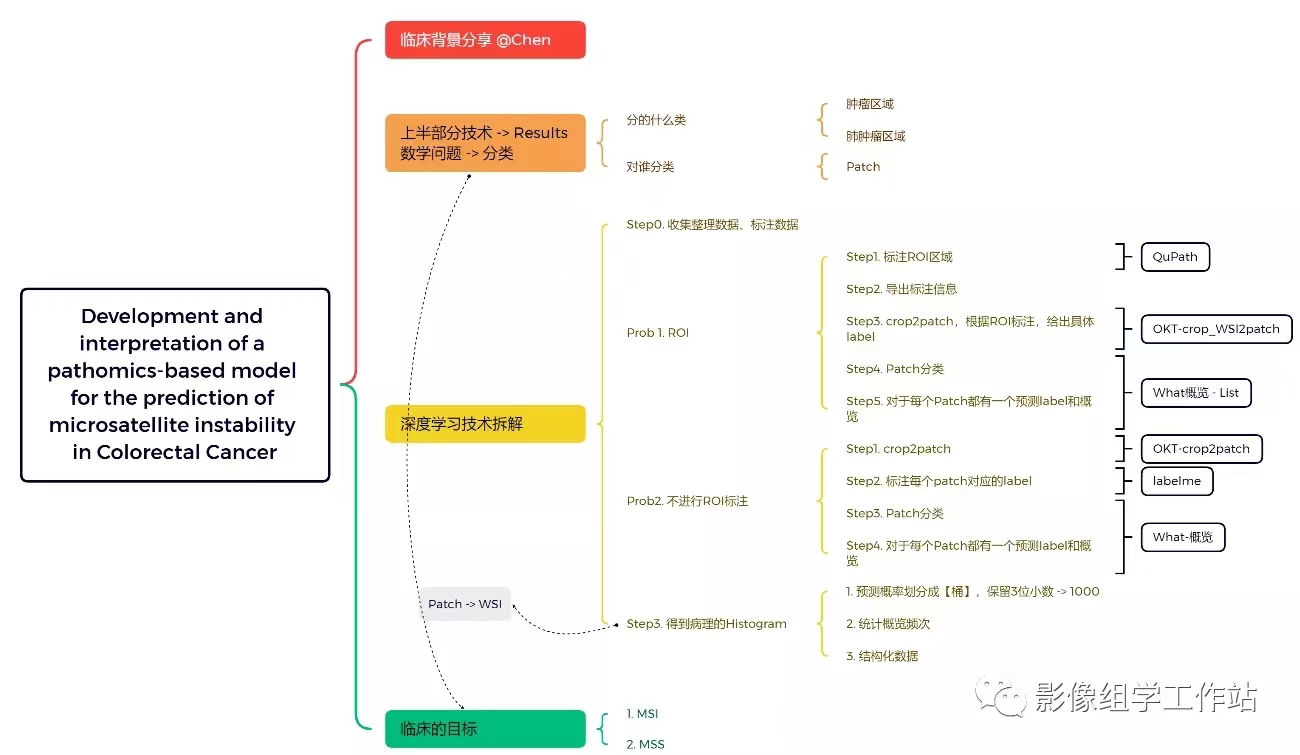 Development and
interpretation of a
pathomics-based model
for the prediction of
microsatellite instability
in Colorectal Cancer
临床背景分享 @Chen
上半部分技术 -> Results
数学问题 -> 分类
分的什么类
肿瘤区域
肺肿瘤区域
对谁分类
Patch
深度学习技术拆解
Step0. 收集整理数据、标注数据
Prob 1. ROI
Step1. 标注ROI区域
QuPath
Step2. 导出标注信息
Step3. crop2patch，根据ROI标注，给出具体
label
OKT-crop_WSI2patch
Step4. Patch分类
Step5. 对于每个Patch都有一个预测label和概
览
What概览 · List
Prob2. 不进行ROI标注
Step1. crop2patch
OKT-crop2patch
Step2. 标注每个patch对应的label
labelme
Step3. Patch分类
Step4. 对于每个Patch都有一个预测label和概
览
What-概览
Patch -> WSI
Step3. 得到病理的Histogram
1. 预测概率划分成【桶】，保留3位小数 -> 1000
2. 统计概览频次
3. 结构化数据
临床的目标
1. MSI
2. MSS
影像组学工作站